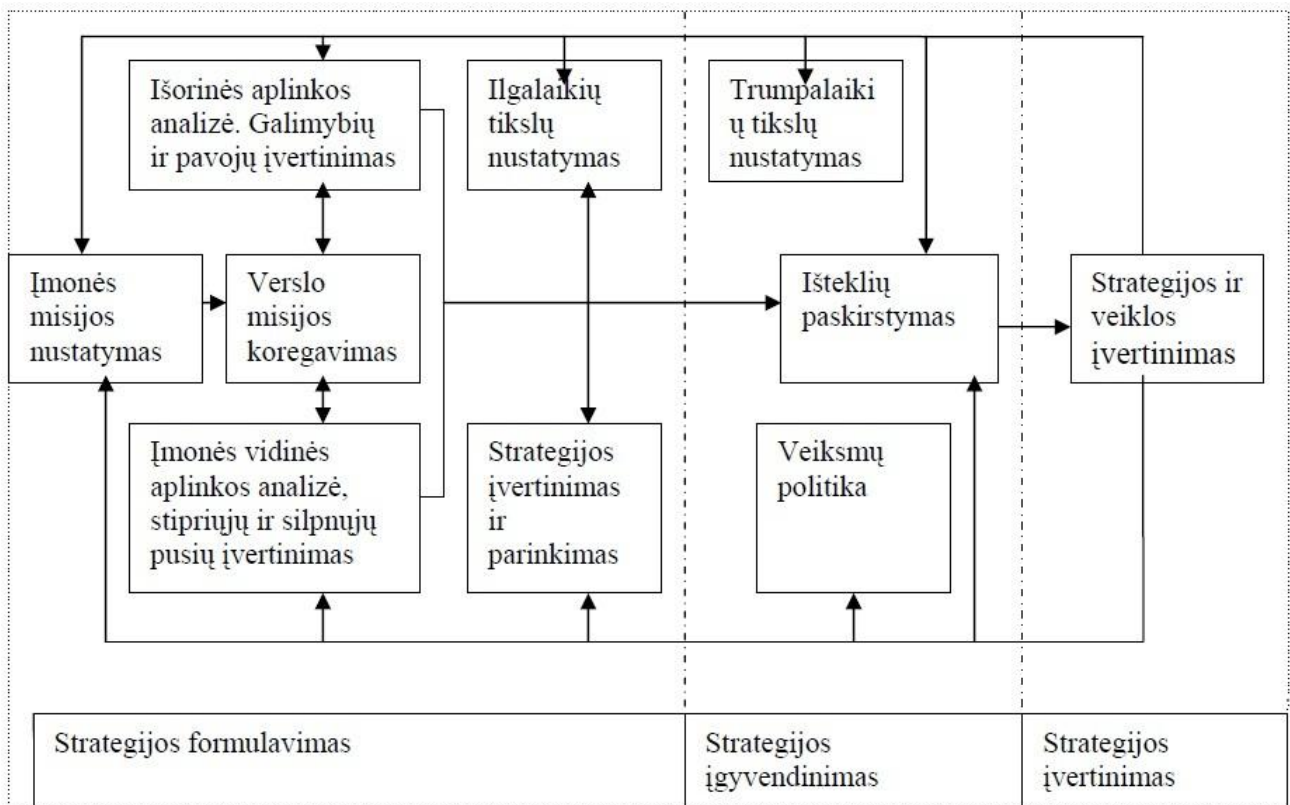 Išorinės aplinkos
analizė. Galimybių
ir pavojų įvertinimas
Ilgalaikių
tikslų
nustatymas
Trumpalaiki
ų tikslų
nustatymas
Įmonės
misijos
nustatymas
Verslo
misijos
koregavimas
Išteklių
paskirstymas
Strategijos ir
veiklos
įvertinimas
Įmonės vidinės
aplinkos analizė,
stipriųjų ir silpnųjų
pusių įvertinimas
Strategijos
įvertinimas
ir
parinkimas
Veiksmų
politika
Strategijos formulavimas
Strategijos
įgyvendinimas
Strategijos
įvertinimas